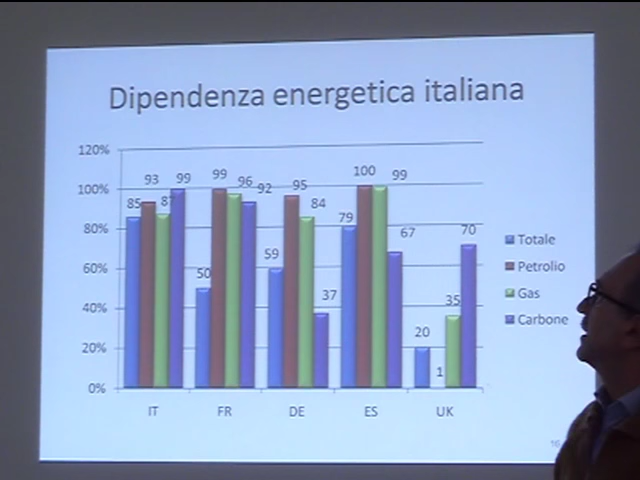 Dipendenza energetica italiana
120%
100%
80%
60%
40%
20%
0%
85 93 87 99
50 99 96 92
59 95 84 37
79 100 99 67
20 1 35 70
IT FR DE ES UK
Totale
Petrolio
Gas
Carbone
16